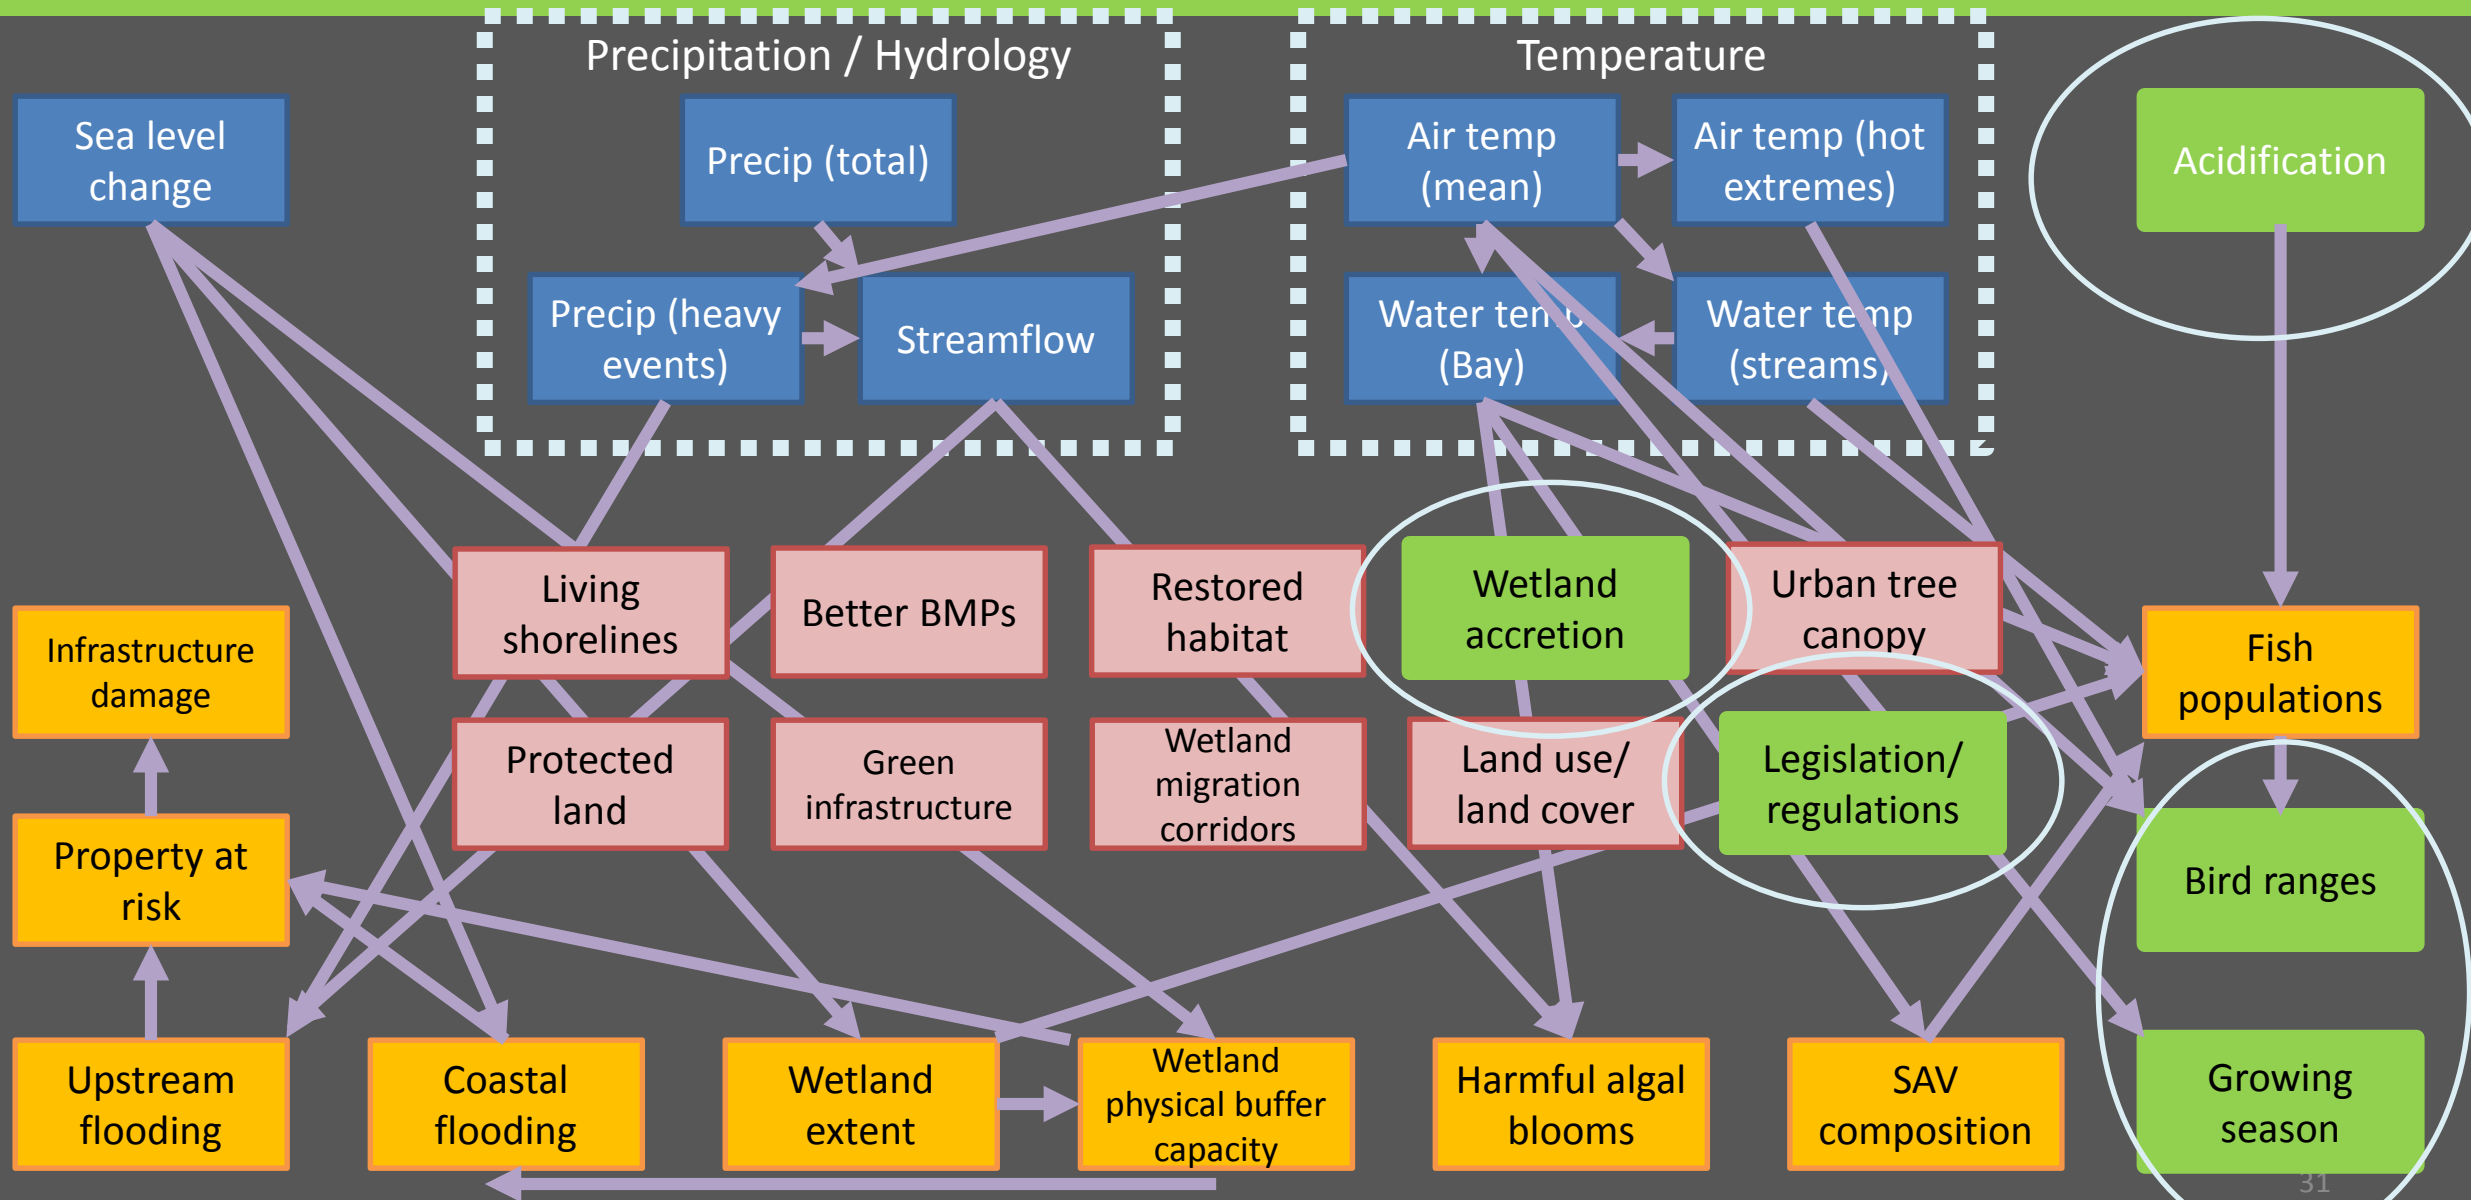 Precipitation / Hydrology
Temperature
Sea level
change
Precip (total)
Air temp
(mean)
Air temp (hot
extremes)
Acidification
Precip (heavy
events)
Streamflow
Water temp
(Bay)
Water temp
(streams)
Living
shorelines
Better BMPs
Restored
habitat
Wetland
accretion
Urban tree
canopy
Infrastructure
damage
Fish
populations
Protected
land
Green
infrastructure
Wetland
migration
corridors
Land use/
land cover
Legislation/
regulations
Property at
risk
Bird ranges
Upstream
flooding
Coastal
flooding
Wetland
extent
Wetland
physical buffer
capacity
Harmful algal
blooms
SAV
composition
Growing
season
31